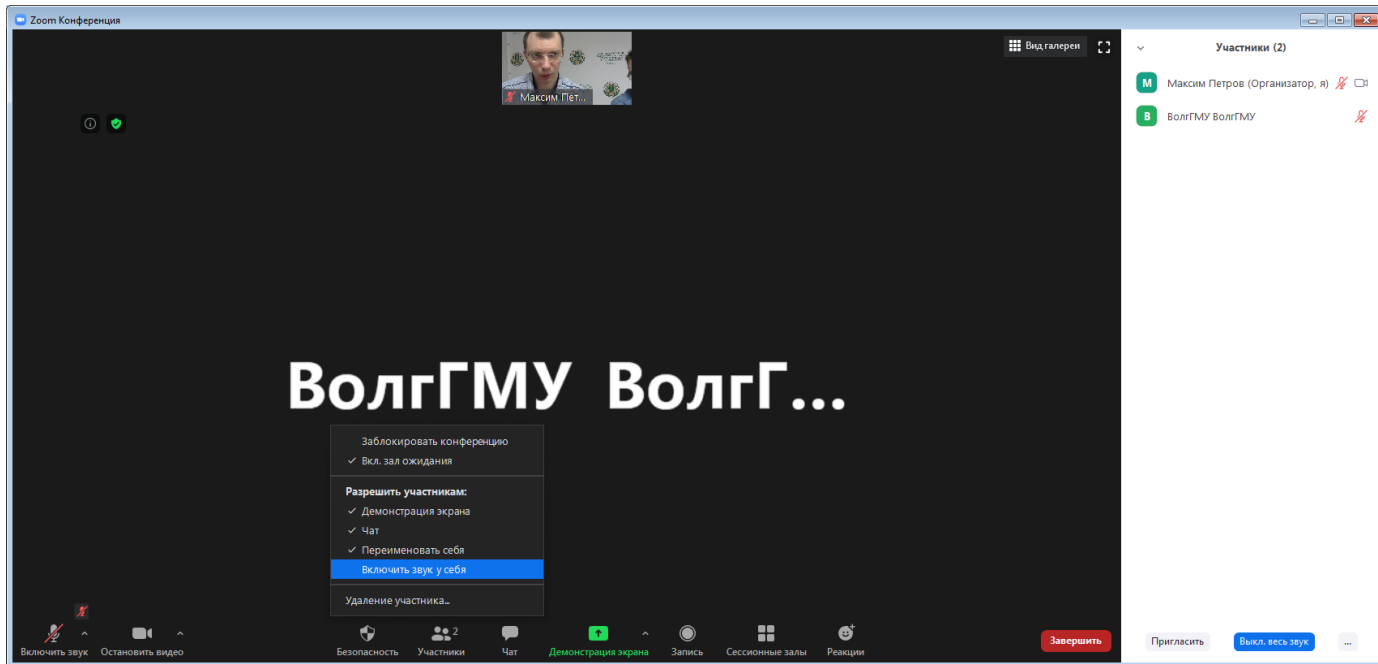 Zoom Конференция
Вид галереи
Максим Пет...
ВолгГМУ ВолгГ...
Заблокировать конференцию
Вкл. зал ожидания
Разрешить участникам:
Демонстрация экрана
Чат
Переименовать себя
Включить звук у себя
Удаление участника...
Включить звук
Остановить видео
Безопасность
Участники
2
Чат
Демонстрация экрана
Запись
Сессионные залы
Реакции
Завершить
Участники (2)
М Максим Петров (Организатор, я)
В ВолгГМУ ВолгГМУ
Пригласить
Выкл. весь звук
...